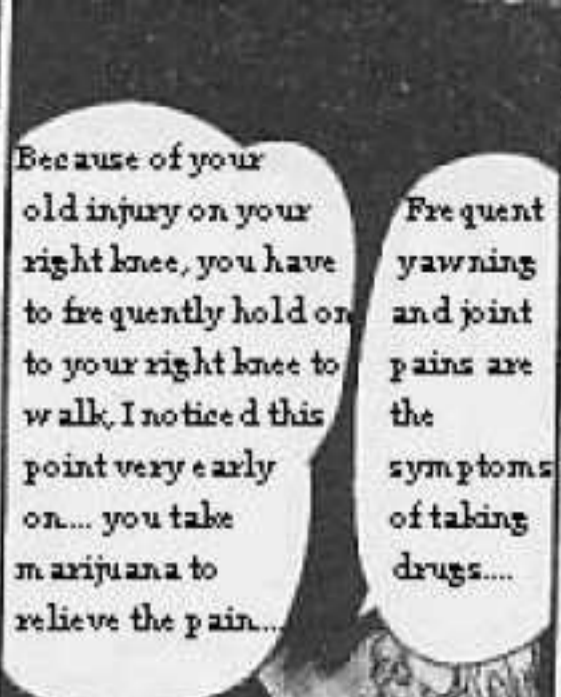 Frequent
yawning
and joint
pains are
the
symptoms
of taking
drugs....
Because of your
old injury on your
right knee, you have
to frequently hold on
to your right knee to
walk, I noticed this
point very early
on.... you take
marijuana to
relieve the pain...